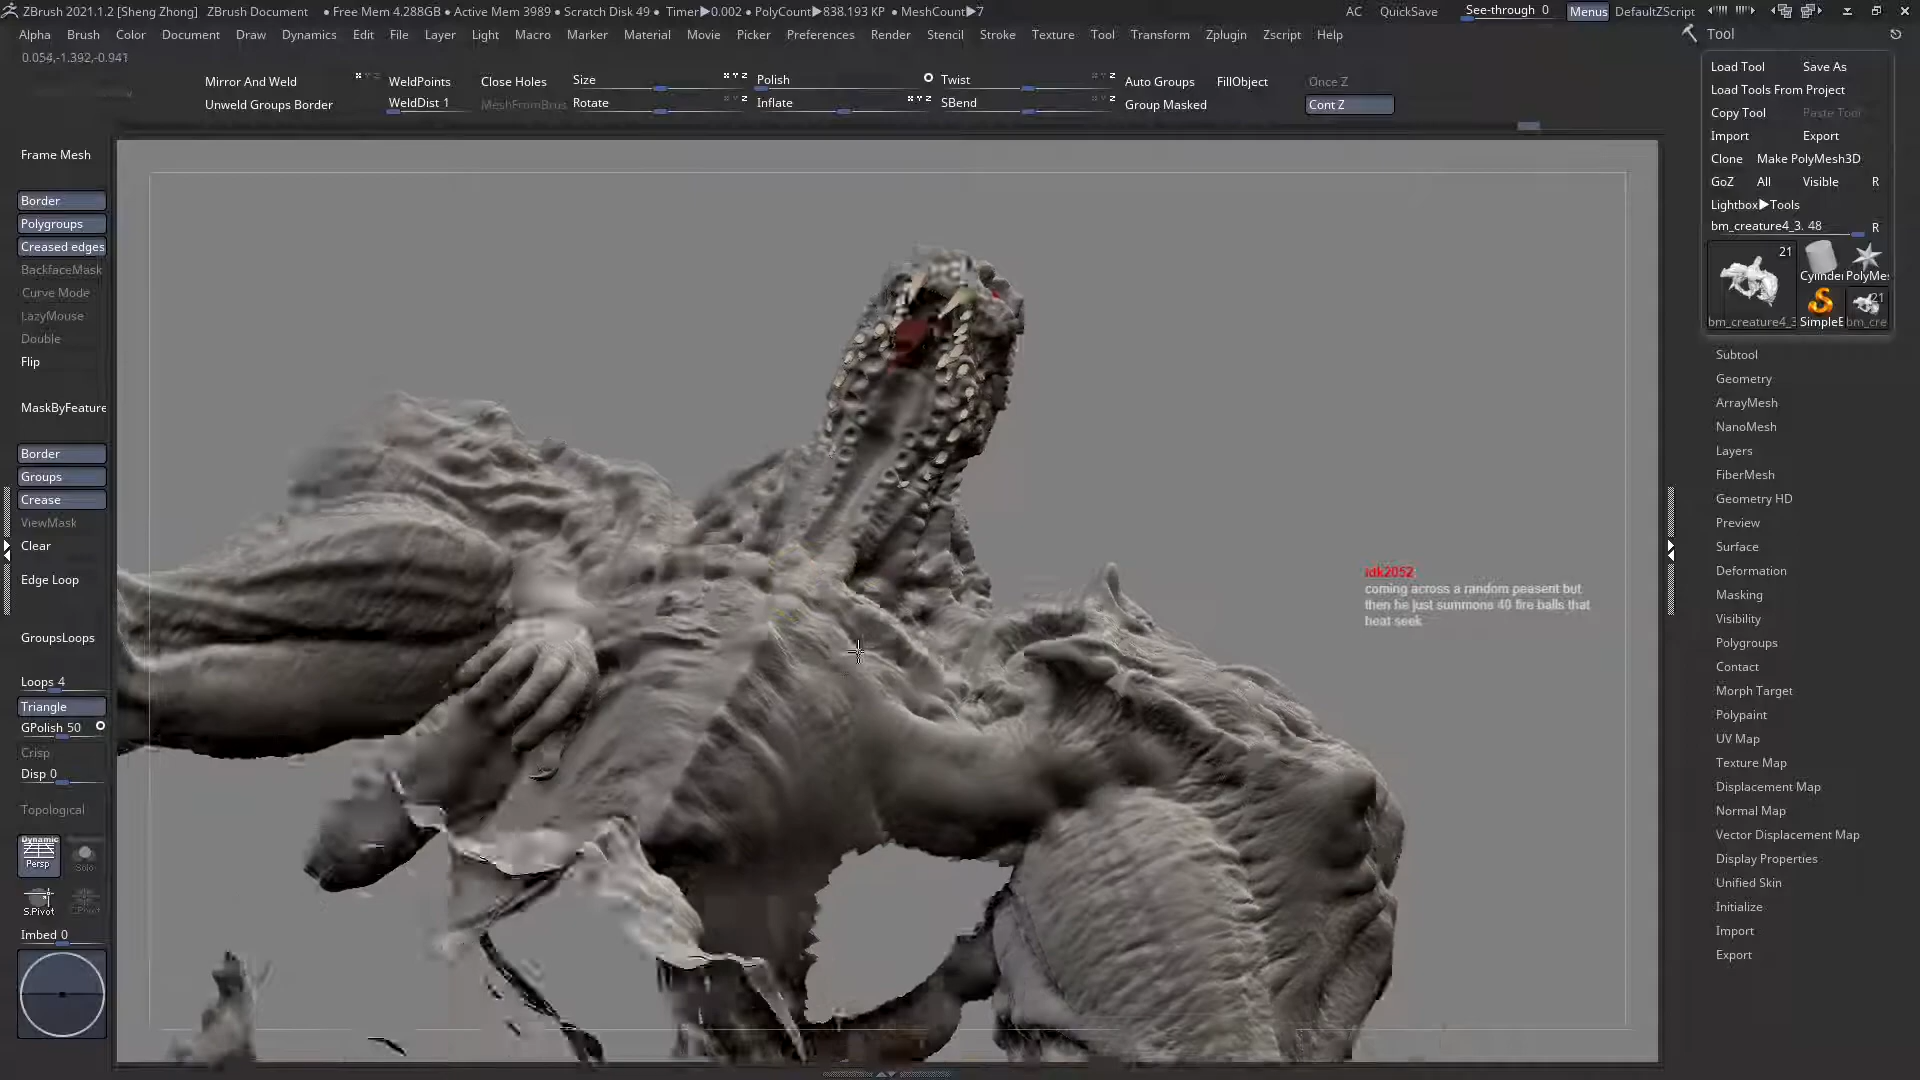 ZBrush 2021.1.2 [Sheng Zhong] ZBrush Document • Free Mem 4.288GB • Active Mem 3989 • Scratch Disk 49 • Timer▶0.002 • PolyCount▶838.193 KP • MeshCount▶7 AC QuickSave See-through 0 Menus DefaultZScript
Alpha Brush Color Document Draw Dynamics Edit File Layer Light Macro Marker Material Movie Picker Preferences Render Stencil Stroke Texture Tool Transform Zplugin Zscript Help
0.054,-1.392,-0.941
Mirror And Weld WeldPoints Close Holes Size Polish Twist Auto Groups FillObject Once Z
Unweld Groups Border WeldDist 1 MeshFromBrus Rotate Inflate SBend Group Masked Cont Z
Frame Mesh
Border
Polygroups
Creased edges
BackfaceMask
Curve Mode
LazyMouse
Double
Flip
MaskByFeature
Border
Groups
Crease
ViewMask
Clear
Edge Loop
GroupsLoops
Loops 4
Triangle
GPolish 50
Crisp
Disp 0
Topological
Dynamic
Persp Solo
S.Pivot
Imbed 0
idk2052:
coming across a random peasent but
then he just summons 40 fire balls that
heat seek
Tool
Load Tool Save As
Load Tools From Project
Copy Tool Paste Tool
Import Export
Clone Make PolyMesh3D
GoZ All Visible R
Lightbox▶Tools
bm_creature4_3. 48 R
21
Cylinder PolyMes
21
bm_creature4_3 SimpleE bm_cre
Subtool
Geometry
ArrayMesh
NanoMesh
Layers
FiberMesh
Geometry HD
Preview
Surface
Deformation
Masking
Visibility
Polygroups
Contact
Morph Target
Polypaint
UV Map
Texture Map
Displacement Map
Normal Map
Vector Displacement Map
Display Properties
Unified Skin
Initialize
Import
Export